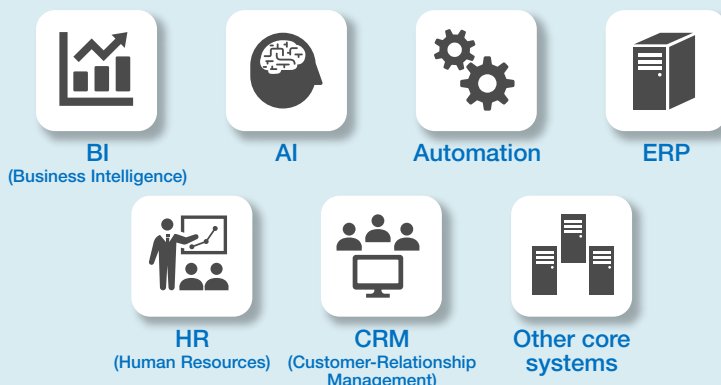 BI
(Business Intelligence)
AI
Automation
ERP
HR
(Human Resources)
CRM
(Customer-Relationship
Management)
Other core
systems